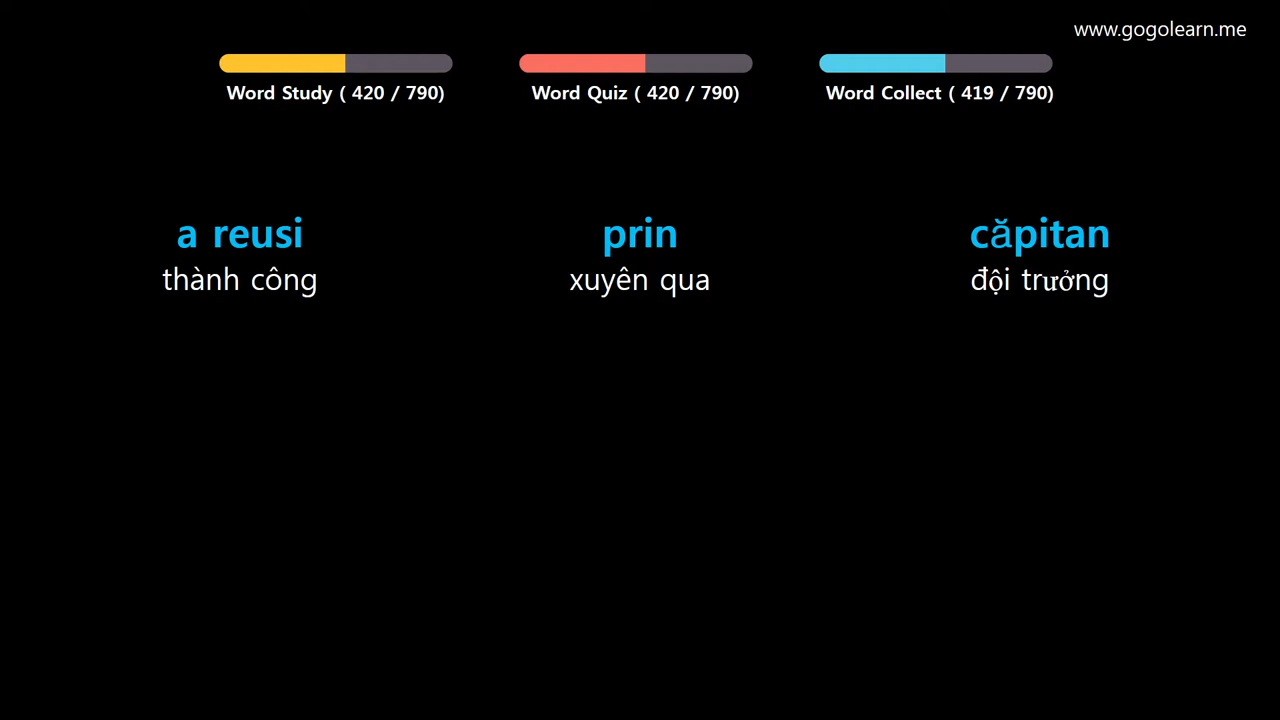 www.gogolearn.me
Word Study ( 420 / 790)
Word Quiz ( 420 / 790)
Word Collect ( 419 / 790)
a reusi
thành công
prin
xuyên qua
căpitan
đội trưởng